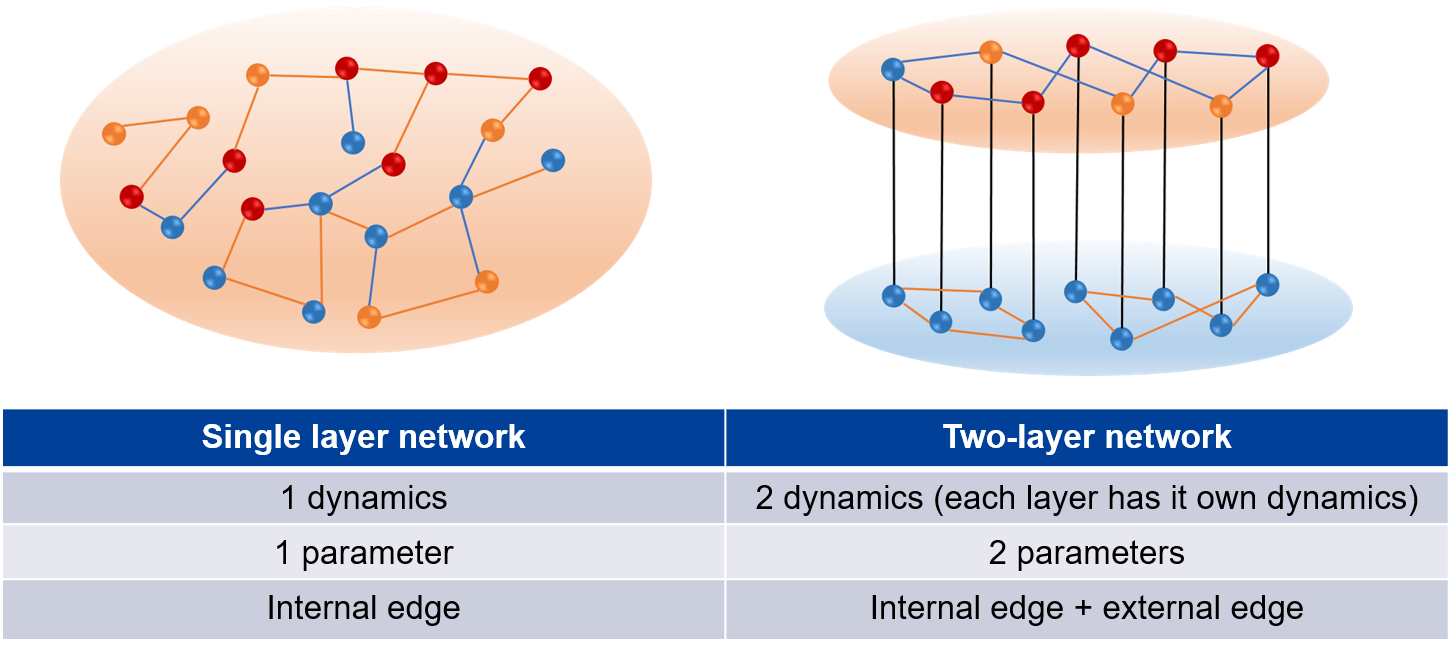 Single layer network
Two-layer network
1 dynamics
2 dynamics (each layer has it own dynamics)
1 parameter
2 parameters
Internal edge
Internal edge + external edge